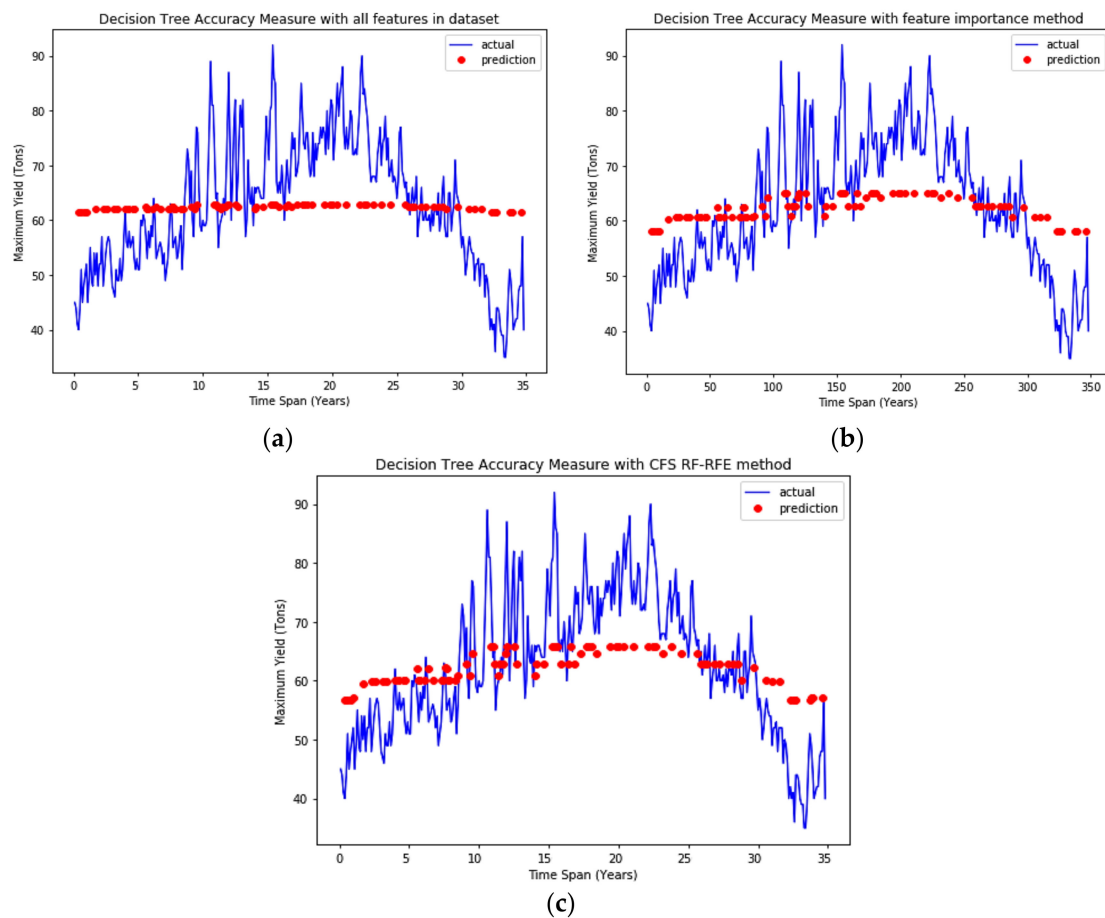 Decision Tree Accuracy Measure with all features in dataset
actual
prediction
90
80
70
60
50
40
Maximum Yield (Tons)
0 5 10 15 20 25 30 35
Time Span (Years)
(a)
Decision Tree Accuracy Measure with feature importance method
actual
prediction
90
80
70
60
50
40
Maximum Yield (Tons)
0 50 100 150 200 250 300 350
Time Span (Years)
(b)
Decision Tree Accuracy Measure with CFS RF-RFE method
actual
prediction
90
80
70
60
50
40
Maximum Yield (Tons)
0 5 10 15 20 25 30 35
Time Span (Years)
(c)